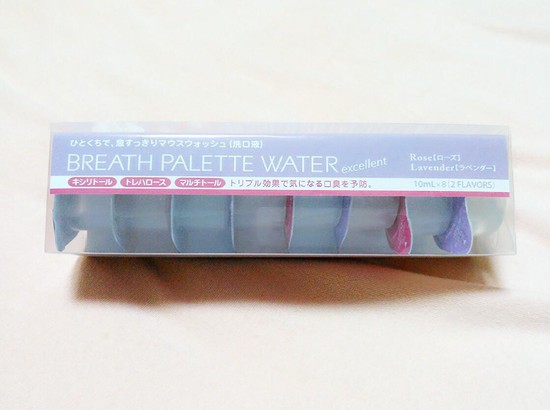 ひとくちで、息すっきりマウスウォッシュ〔洗口液〕
BREATH PALETTE WATER excellent
Rose【ローズ】
Lavender【ラベンダー】
キシリトール トレハロース マルチトール トリプル効果で気になる口臭を予防。
10mL×8〔2 FLAVORS〕